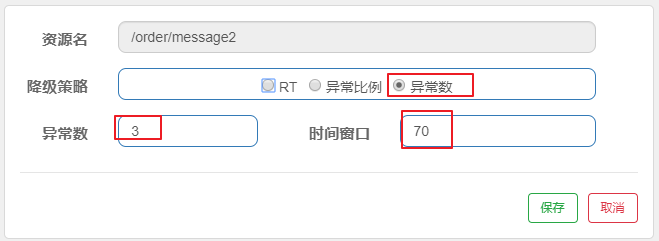 资源名 /order/message2
降级策略 RT 异常比例 异常数
异常数 3 时间窗口 70
保存 取消